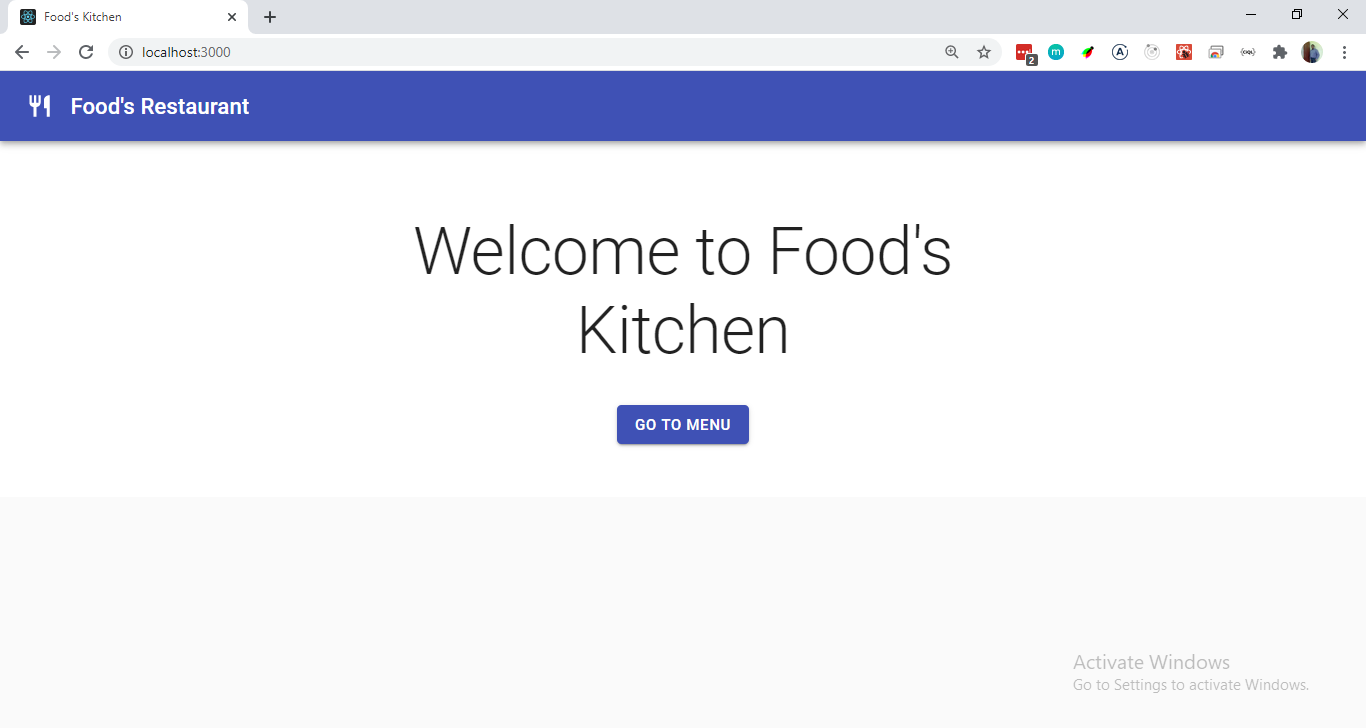 Food's Kitchen
localhost:3000
2
m
A
Food's Restaurant
Welcome to Food's
Kitchen
GO TO MENU
Activate Windows
Go to Settings to activate Windows.